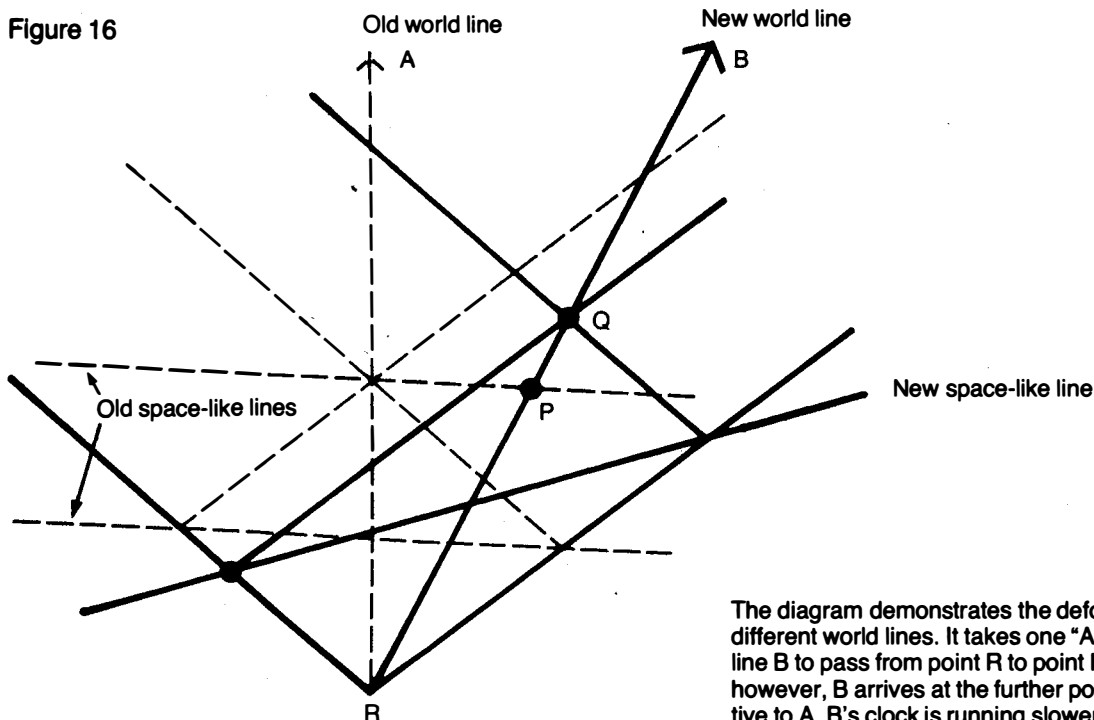 Figure 16
Old world line
New world line
A
B
Q
P
Old space-like lines
New space-like line
R
The diagram demonstrates the defo
different world lines. It takes one “A
line B to pass from point R to point
however, B arrives at the further po
tive to A, B’s clock is running slower